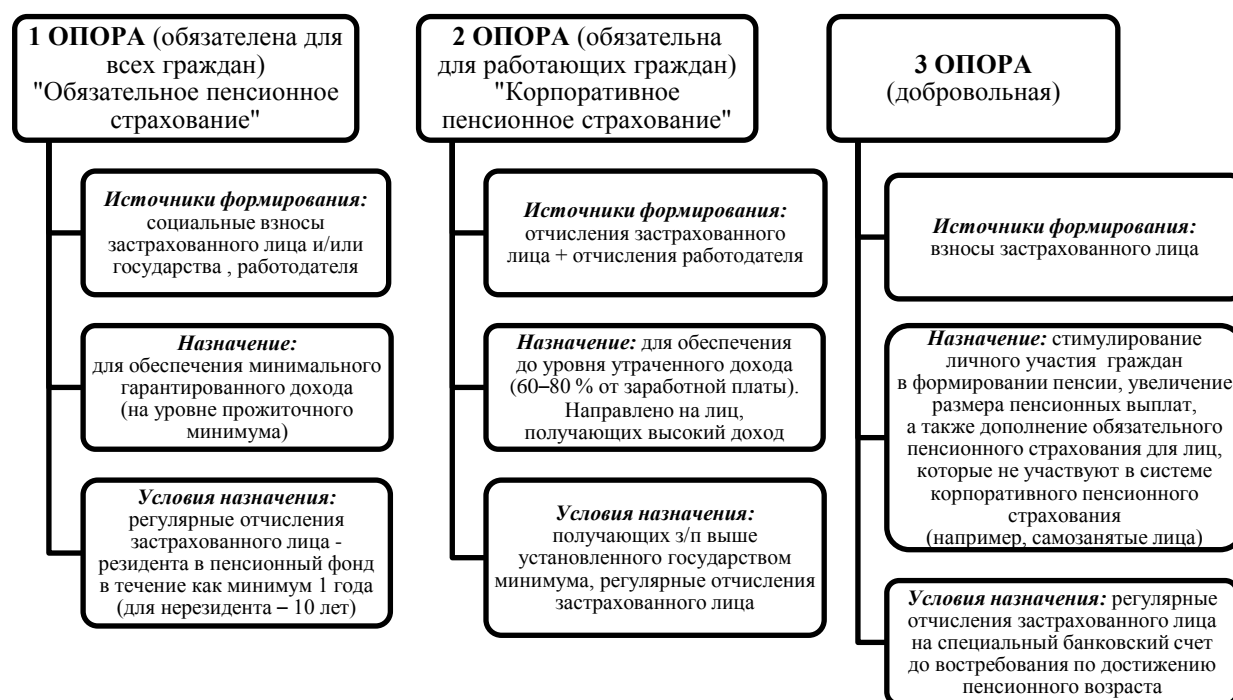 1 ОПОРА (обязателена для
всех граждан)
"Обязательное пенсионное
страхование"
Источники формирования:
социальные взносы
застрахованного лица и/или
государства , работодателя
Назначение:
для обеспечения минимального
гарантированного дохода
(на уровне прожиточного
минимума)
Условия назначения:
регулярные отчисления
застрахованного лица -
резидента в пенсионный фонд
в течение как минимум 1 года
(для нерезидента – 10 лет)
2 ОПОРА (обязательна
для работающих граждан)
"Корпоративное
пенсионное страхование"
Источники формирования:
отчисления застрахованного
лица + отчисления работодателя
Назначение: для обеспечения
до уровня утраченного дохода
(60–80 % от заработной платы).
Направлено на лиц,
получающих высокий доход
Условия назначения:
получающих з/п выше
установленного государством
минимума, регулярные отчисления
застрахованного лица
3 ОПОРА
(добровольная)
Источники формирования:
взносы застрахованного лица
Назначение: стимулирование
личного участия граждан
в формировании пенсии, увеличение
размера пенсионных выплат,
а также дополнение обязательного
пенсионного страхования для лиц,
которые не участвуют в системе
корпоративного пенсионного
страхования
(например, самозанятые лица)
Условия назначения: регулярные
отчисления застрахованного лица
на специальный банковский счет
до востребования по достижению
пенсионного возраста